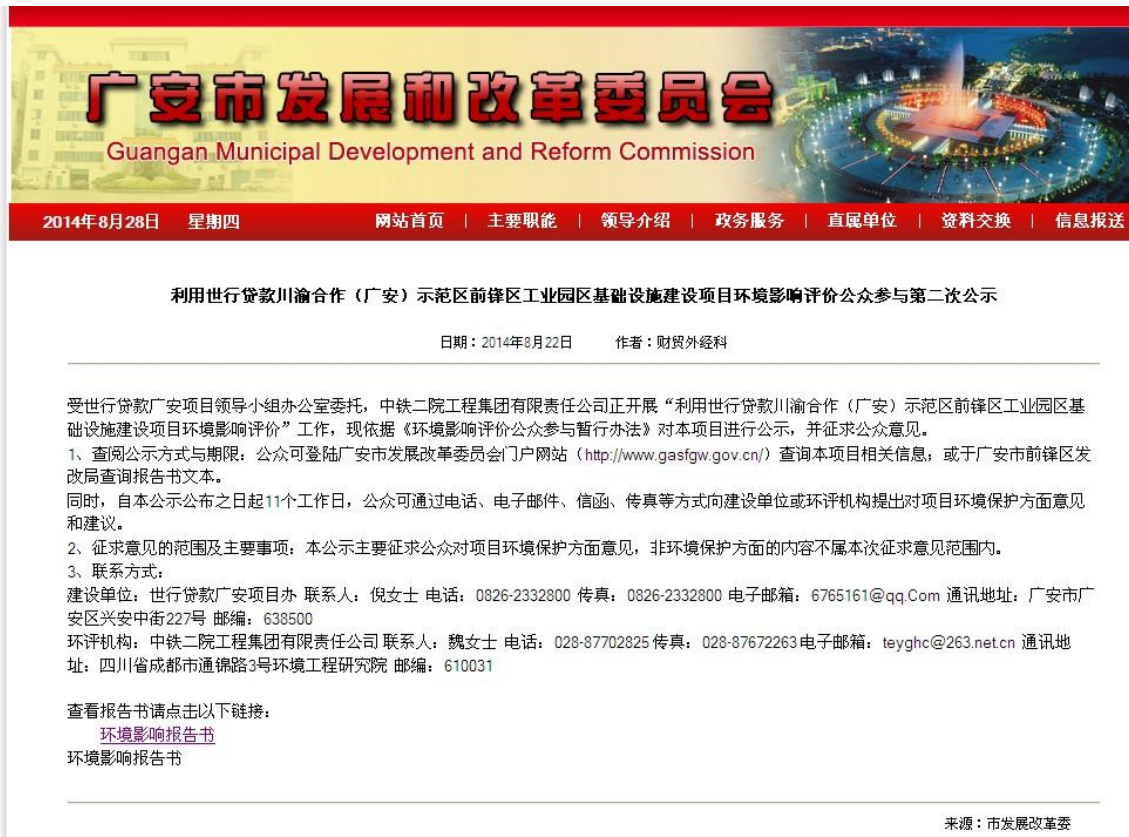 广安市发展和改革委员会
Guangan Municipal Development and Reform Commission
2014年8月28日 星期四 网站首页 | 主要职能 | 领导介绍 | 政务服务 | 直属单位 | 资料交换 | 信息报送
利用世行贷款川渝合作（广安）示范区前锋区工业园区基础设施建设项目环境影响评价公众参与第二次公示
日期：2014年8月22日 作者：财贸外经科
受世行贷款广安项目领导小组办公室委托，中铁二院工程集团有限责任公司正开展“利用世行贷款川渝合作（广安）示范区前锋区工业园区基
础设施建设项目环境影响评价”工作，现依据《环境影响评价公众参与暂行办法》对本项目进行公示，并征求公众意见。
1、查阅公示方式与期限：公众可登陆广安市发展改革委员会门户网站（http://www.gasfgw.gov.cn/）查询本项目相关信息；或于广安市前锋区发
改局查询报告书文本。
同时，自本公示公布之日起11个工作日，公众可通过电话、电子邮件、信函、传真等方式向建设单位或环评机构提出对项目环境保护方面意见
和建议。
2、征求意见的范围及主要事项：本公示主要征求公众对项目环境保护方面意见，非环境保护方面的内容不属本次征求意见范围内。
3、联系方式：
建设单位：世行贷款广安项目办 联系人：倪女士 电话：0826-2332800 传真：0826-2332800 电子邮箱：6765161@qq.Com 通讯地址：广安市广
安区兴安中街227号 邮编：638500
环评机构：中铁二院工程集团有限责任公司 联系人：魏女士 电话：028-87702825 传真：028-87672263 电子邮箱：teyghc@263.net.cn 通讯地
址：四川省成都市通锦路3号环境工程研究院 邮编：610031
查看报告书请点击以下链接：
环境影响报告书
环境影响报告书
来源：市发展改革委